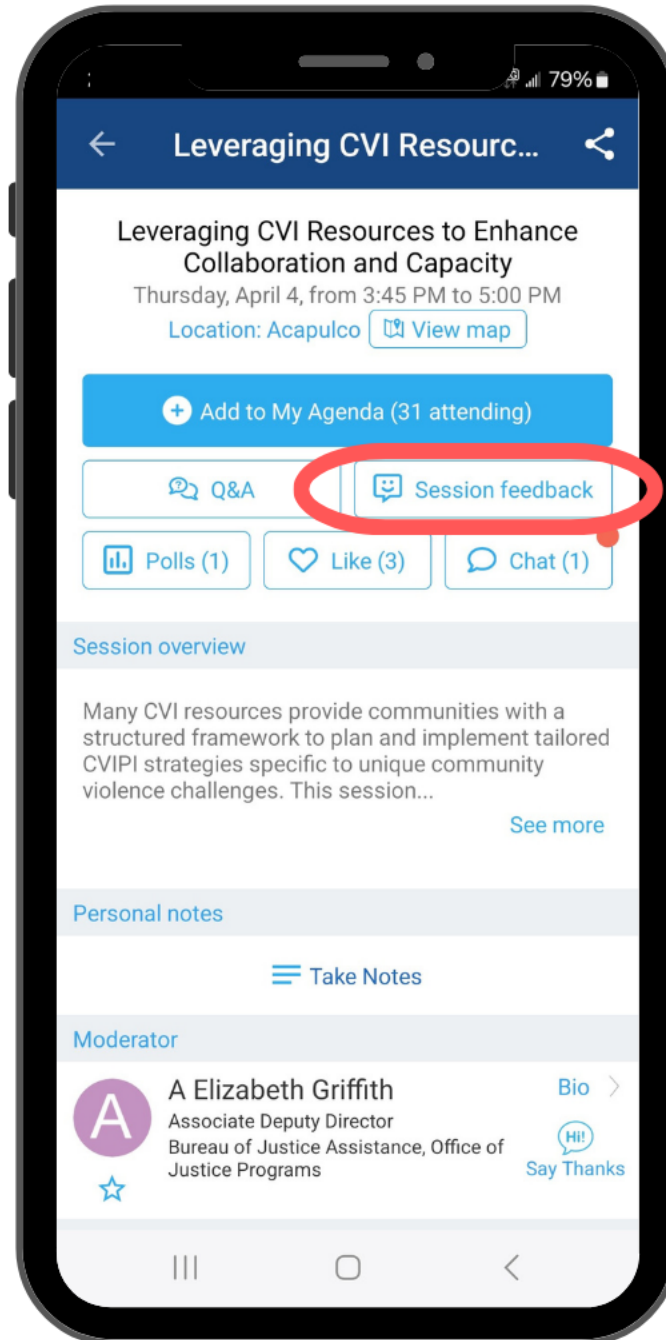 79%
Leveraging CVI Resourc...
Leveraging CVI Resources to Enhance
Collaboration and Capacity
Thursday, April 4, from 3:45 PM to 5:00 PM
Location: Acapulco View map
Add to My Agenda (31 attending)
Q&A Session feedback
Polls (1) Like (3) Chat (1)
Session overview
Many CVI resources provide communities with a
structured framework to plan and implement tailored
CVIPI strategies specific to unique community
violence challenges. This session...
See more
Personal notes
Take Notes
Moderator
A
A Elizabeth Griffith Bio
Associate Deputy Director
Bureau of Justice Assistance, Office of
Justice Programs
Hi!
Say Thanks